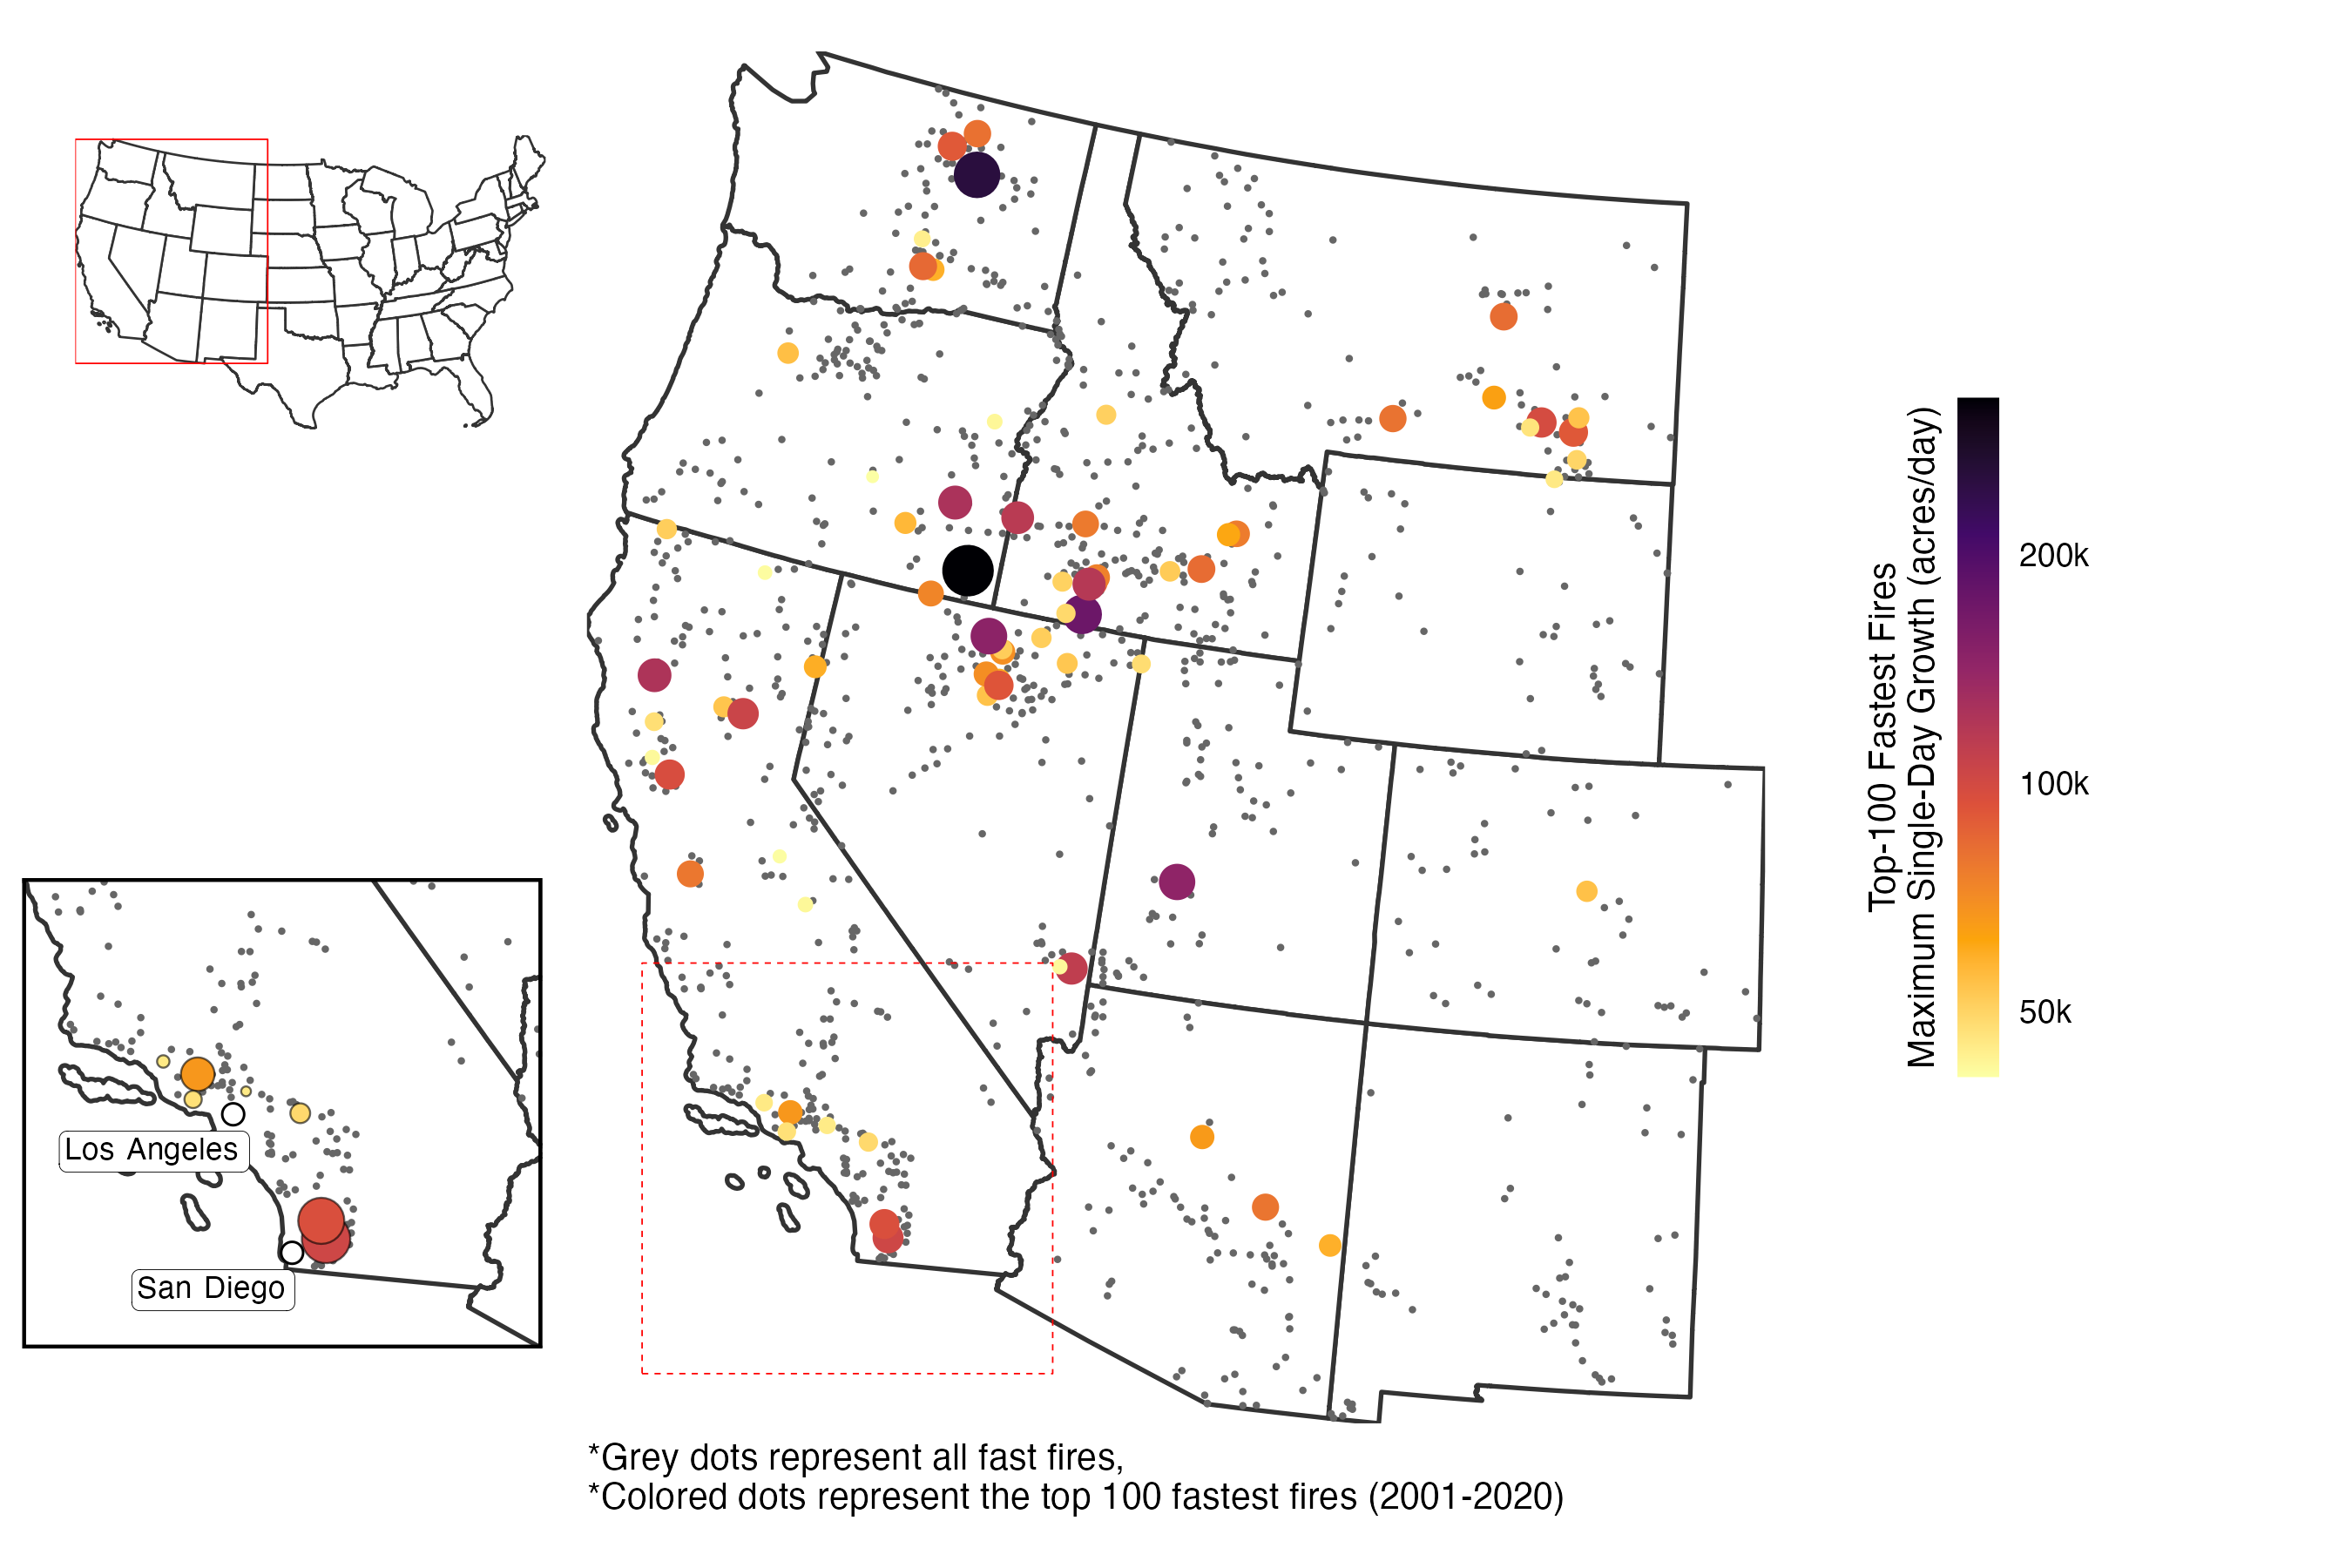 Los Angeles
San Diego
Top-100 Fastest Fires
Maximum Single-Day Growth (acres/day)
200k
100k
50k
*Grey dots represent all fast fires,
*Colored dots represent the top 100 fastest fires (2001-2020)